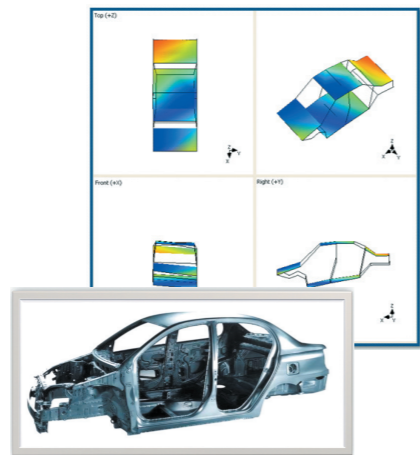 Top (+Z)
Z
Y
X
Z
X Y
Front (+X)
Right (+Y)
Z
Y
X
Z
X
Y